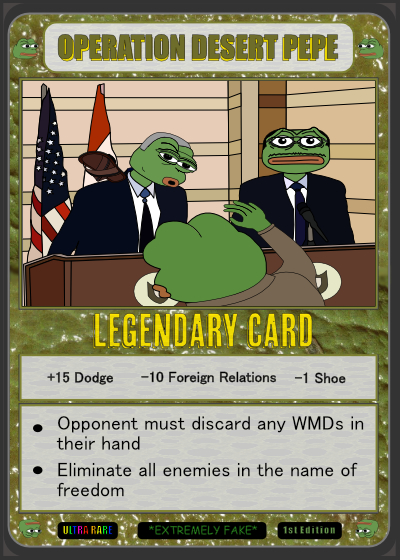 OPERATION DESERT PEPE
LEGENDARY CARD
+15 Dodge -10 Foreign Relations -1 Shoe
• Opponent must discard any WMDs in
their hand
• Eliminate all enemies in the name of
freedom
ULTRA RARE *EXTREMELY FAKE* 1st Edition